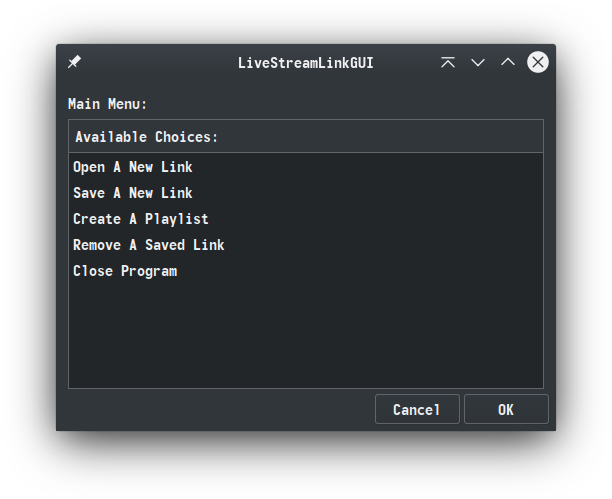 LiveStreamLinkGUI
Main Menu:
Available Choices:
Open A New Link
Save A New Link
Create A Playlist
Remove A Saved Link
Close Program
Cancel OK